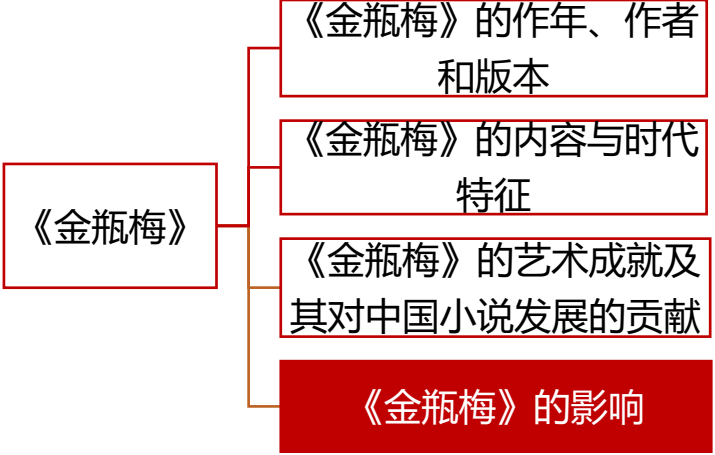 《金瓶梅》的作年、作者
和版本
《金瓶梅》的内容与时代
特征
《金瓶梅》
《金瓶梅》的艺术成就及
其对中国小说发展的贡献
《金瓶梅》的影响